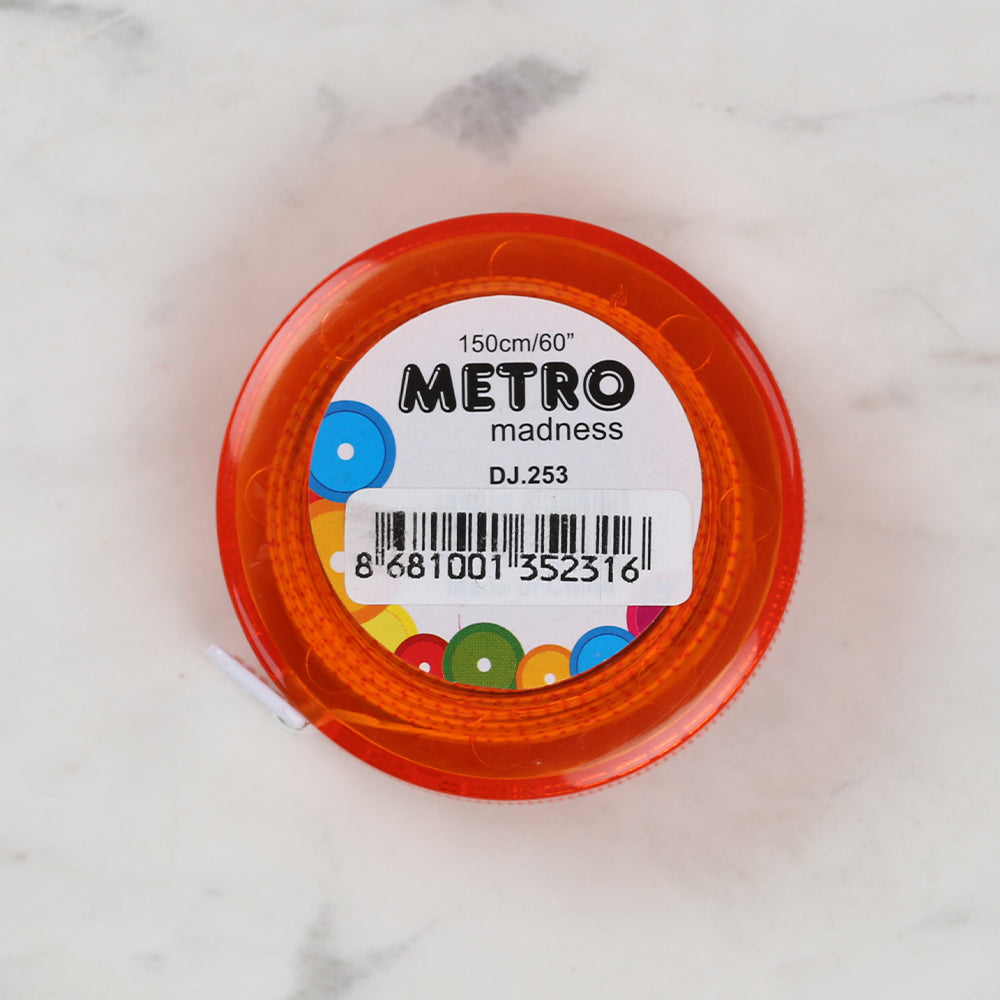 150cm/60”
METRO
madness
DJ.253
8 681001 352316